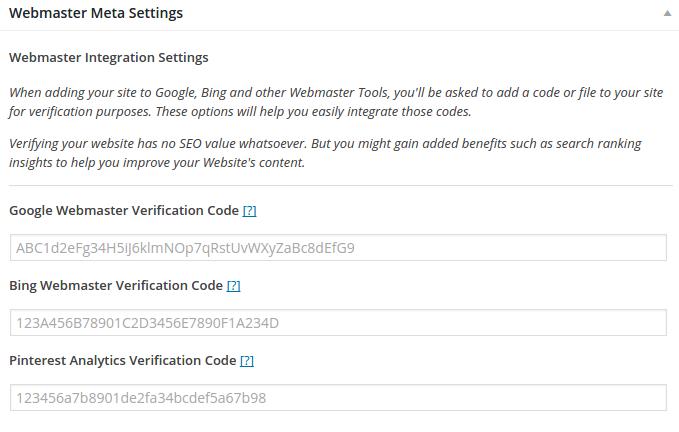 Webmaster Meta Settings
Webmaster Integration Settings
When adding your site to Google, Bing and other Webmaster Tools, you'll be asked to add a code or file to your site
for verification purposes. These options will help you easily integrate those codes.
Verifying your website has no SEO value whatsoever. But you might gain added benefits such as search ranking
insights to help you improve your Website's content.
Google Webmaster Verification Code [?]
ABC1d2eFg34H5iJ6klmNOp7qRstUvWXyZaBc8dEfG9
Bing Webmaster Verification Code [?]
123A456B78901C2D3456E7890F1A234D
Pinterest Analytics Verification Code [?]
123456a7b8901de2fa34bcdef5a67b98